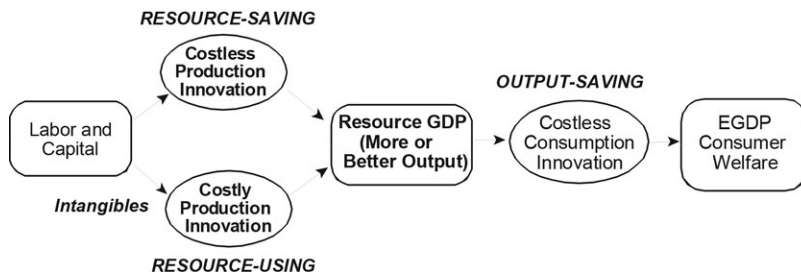 RESOURCE-SAVING
Costless
Production
Innovation
Labor and
Capital
Intangibles
Costly
Production
Innovation
RESOURCE-USING
Resource GDP
(More or
Better Output)
OUTPUT-SAVING
Costless
Consumption
Innovation
EGDP
Consumer
Welfare